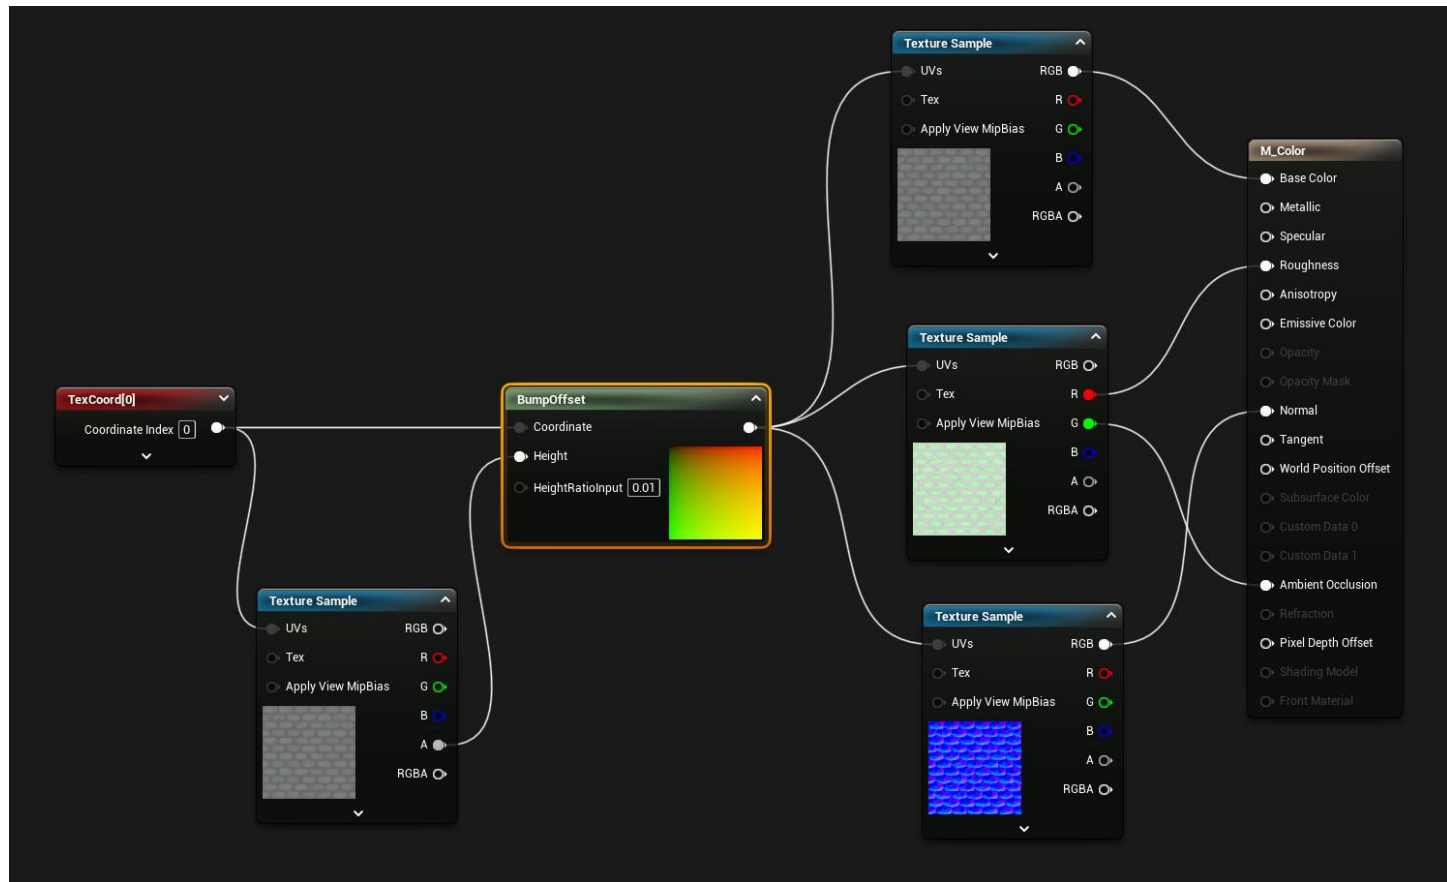 Texture Sample
UVs RGB
Tex R
Apply View MipBias G
B
A
RGBA
M_Color
Base Color
Metallic
Specular
Roughness
Anisotropy
Emissive Color
Opacity
Opacity Mask
Normal
Tangent
World Position Offset
Subsurface Color
Custom Data 0
Custom Data 1
Ambient Occlusion
Refraction
Pixel Depth Offset
Shading Model
Front Material
Texture Sample
UVs RGB
Tex R
Apply View MipBias G
B
A
RGBA
TexCoord[0]
Coordinate Index 0
BumpOffset
Coordinate
Height
HeightRatioInput 0.01
Texture Sample
UVs RGB
Tex R
Apply View MipBias G
B
A
RGBA
Texture Sample
UVs RGB
Tex R
Apply View MipBias G
B
A
RGBA